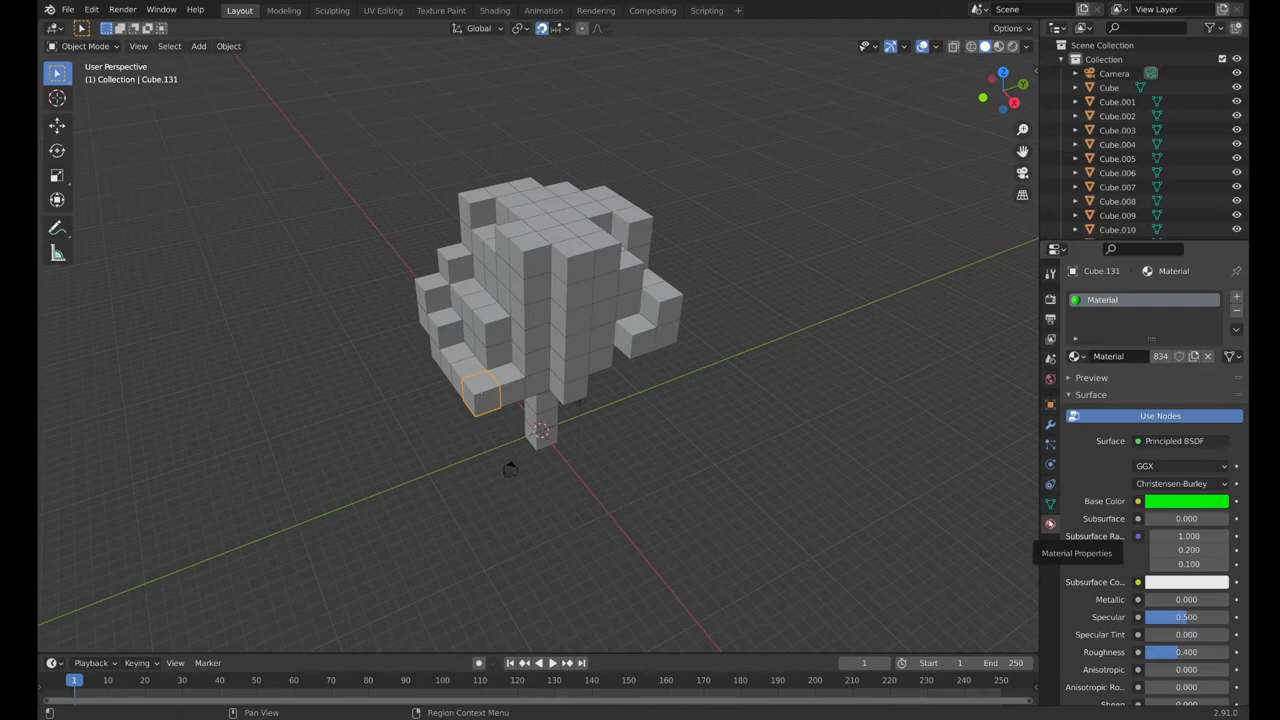 File Edit Render Window Help Layout Modeling Sculpting UV Editing Texture Paint Shading Animation Rendering Compositing Scripting + Scene View Layer
Global Options
Object Mode View Select Add Object
User Perspective
(1) Collection | Cube.131
Z
Y
X
Scene Collection
Collection
Camera
Cube
Cube.001
Cube.002
Cube.003
Cube.004
Cube.005
Cube.006
Cube.007
Cube.008
Cube.009
Cube.010
Cube.131 Material
Material
Material 834
Preview
Surface
Use Nodes
Surface Principled BSDF
GGX
Christensen-Burley
Base Color
Subsurface 0.000
Subsurface Ra... 1.000
0.200
0.100
Material Properties
Subsurface Co...
Metallic 0.000
Specular 0.500
Specular Tint 0.000
Roughness 0.400
Anisotropic 0.000
Anisotropic Ro... 0.000
Sheen 0.000
Playback Keying View Marker 1 Start 1 End 250
1 10 20 30 40 50 60 70 80 90 100 110 120 130 140 150 160 170 180 190 200 210 220 230 240 250
Pan View Region Context Menu 2.91.0